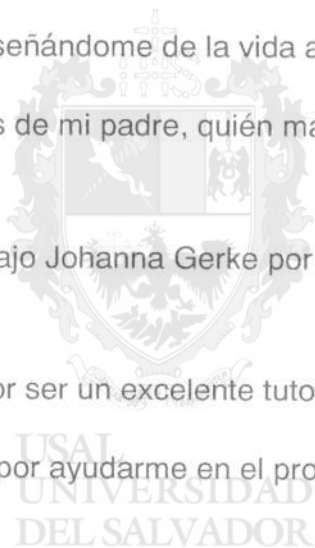 señándome de la vida a
s de mi padre, quién má
ajo Johanna Gerke por
or ser un excelente tuto
USAL
por ayudarme en el pro
UNIVERSIDAD
DEL SALVADOR